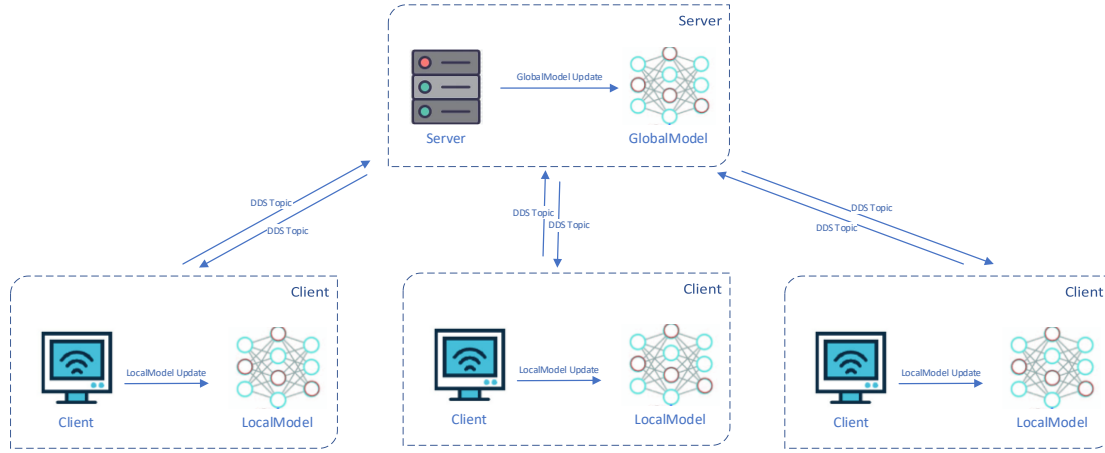 Server
GlobalModel Update
Server
GlobalModel
DDS Topic
DDS Topic
DDS Topic
DDS Topic
DDS Topic
DDS Topic
Client
LocalModel Update
Client
LocalModel
Client
LocalModel Update
Client
LocalModel
Client
LocalModel Update
Client
LocalModel